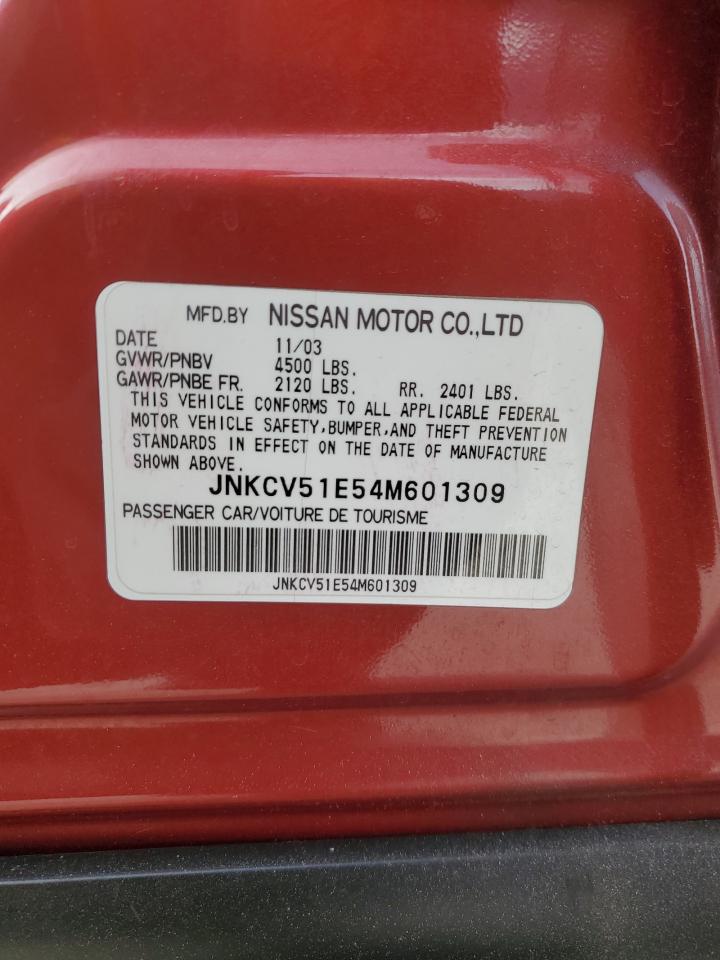 MFD.BY NISSAN MOTOR CO.,LTD
DATE 11/03
GVWR/PNBV 4500 LBS.
GAWR/PNBE FR. 2120 LBS. RR. 2401 LBS.
THIS VEHICLE CONFORMS TO ALL APPLICABLE FEDERAL
MOTOR VEHICLE SAFETY,BUMPER,AND THEFT PREVENTION
STANDARDS IN EFFECT ON THE DATE OF MANUFACTURE
SHOWN ABOVE.
JNKCV51E54M601309
PASSENGER CAR/VOITURE DE TOURISME
JNKCV51E54M601309